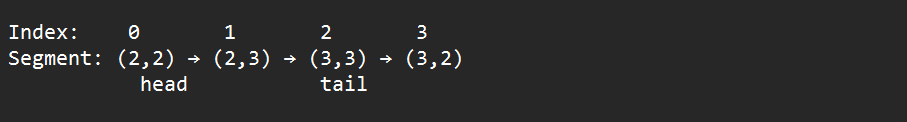 Index:    0       1       2       3
Segment: (2,2) → (2,3) → (3,3) → (3,2)
           head           tail